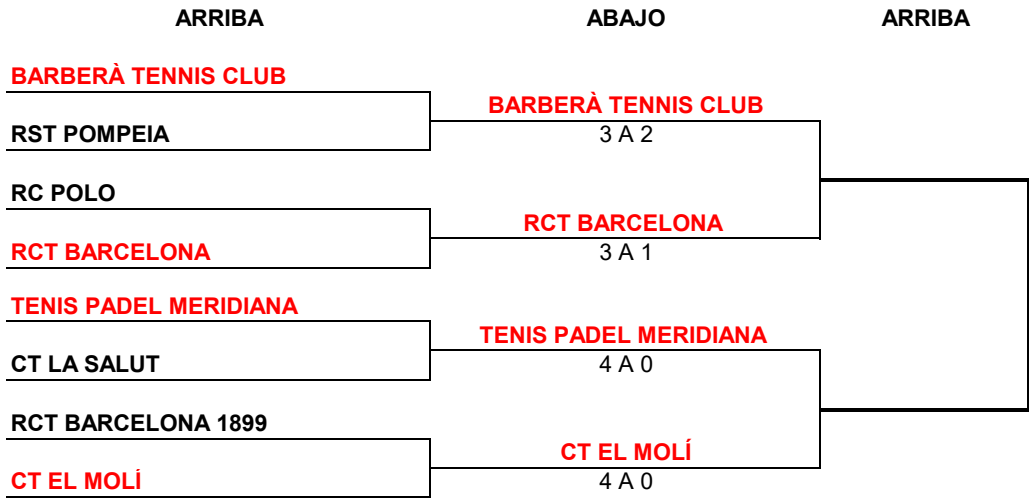 ARRIBA ABAJO ARRIBA
BARBERÀ TENNIS CLUB
BARBERÀ TENNIS CLUB
RST POMPEIA
3 A 2
RC POLO
RCT BARCELONA
RCT BARCELONA
3 A 1
TENIS PADEL MERIDIANA
TENIS PADEL MERIDIANA
CT LA SALUT
4 A 0
RCT BARCELONA 1899
CT EL MOLÍ
CT EL MOLÍ
4 A 0